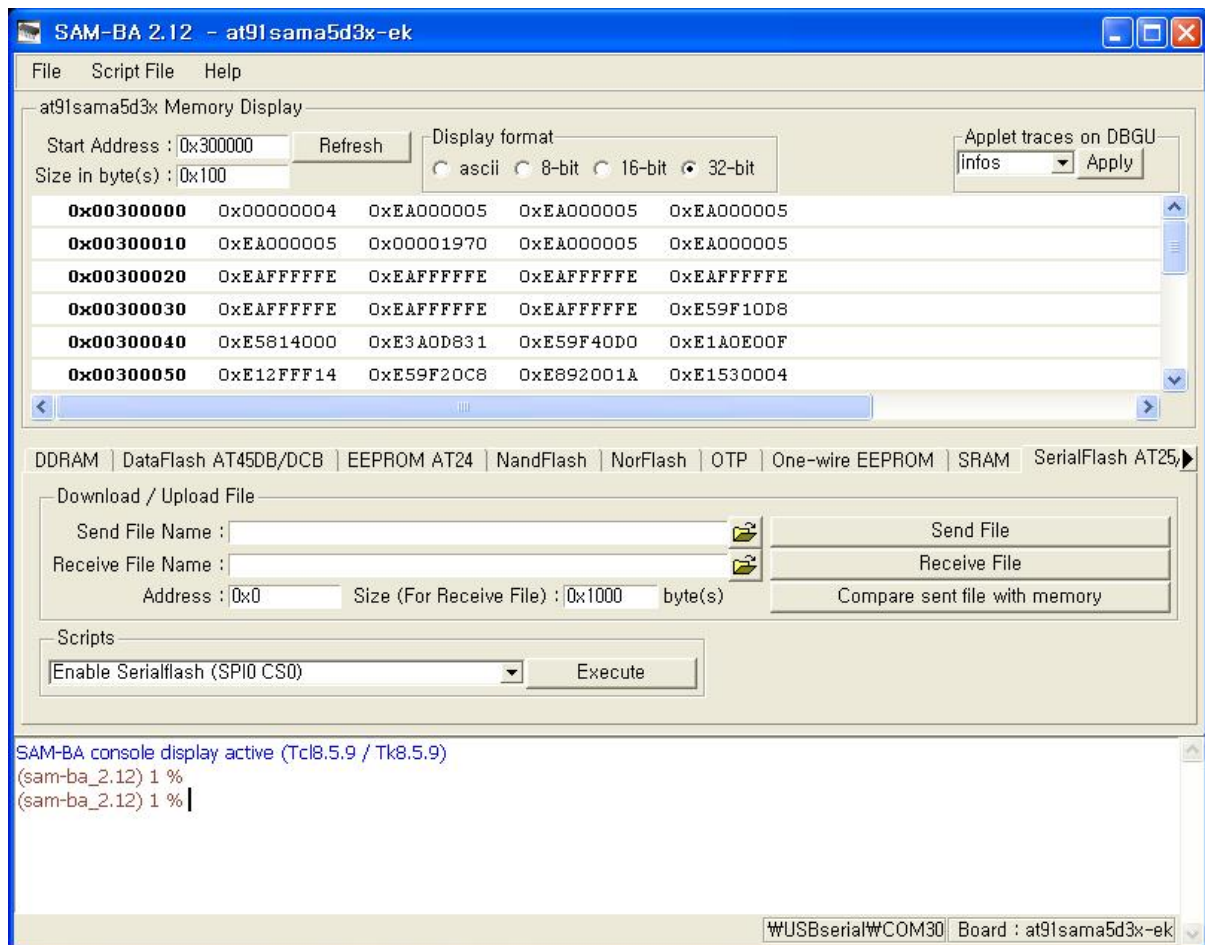 SAM-BA 2.12 - at91sama5d3x-ek
File Script File Help
at91sama5d3x Memory Display
Start Address : 0x300000 Refresh
Size in byte(s) : 0x100
Display format
ascii 8-bit 16-bit 32-bit
Applet traces on DBGU
infos Apply
0x00300000 0x00000004 0xEA000005 0xEA000005 0xEA000005
0x00300010 0xEA000005 0x00001970 0xEA000005 0xEA000005
0x00300020 0xEAFFFFFE 0xEAFFFFFE 0xEAFFFFFE 0xEAFFFFFE
0x00300030 0xEAFFFFFE 0xEAFFFFFE 0xEAFFFFFE 0xE59F10D8
0x00300040 0xE5814000 0xE3A0D831 0xE59F40D0 0xE1A0E00F
0x00300050 0xE12FFF14 0xE59F20C8 0xE892001A 0xE1530004
DDRAM DataFlash AT45DB/DCB EEPROM AT24 NandFlash NorFlash OTP One-wire EEPROM SRAM SerialFlash AT25/
Download / Upload File
Send File Name : Send File
Receive File Name : Receive File
Address : 0x0 Size (For Receive File) : 0x1000 byte(s) Compare sent file with memory
Scripts
Enable Serialflash (SPI0 CS0) Execute
SAM-BA console display active (Tcl8.5.9 / Tk8.5.9)
(sam-ba_2.12) 1 %
(sam-ba_2.12) 1 %
₩USBserial₩COM30 Board : at91sama5d3x-ek